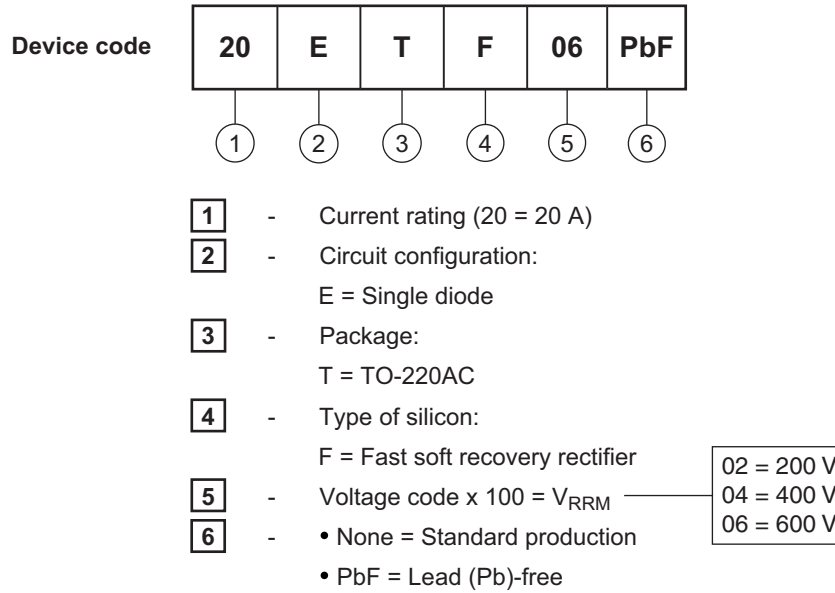 Device code 20 E T F 06 PbF
1 2 3 4 5 6
1 - Current rating (20 = 20 A)
2 - Circuit configuration:
E = Single diode
3 - Package:
T = TO-220AC
4 - Type of silicon:
F = Fast soft recovery rectifier
5 - Voltage code x 100 = VRRM
02 = 200 V
04 = 400 V
06 = 600 V
6 - • None = Standard production
• PbF = Lead (Pb)-free